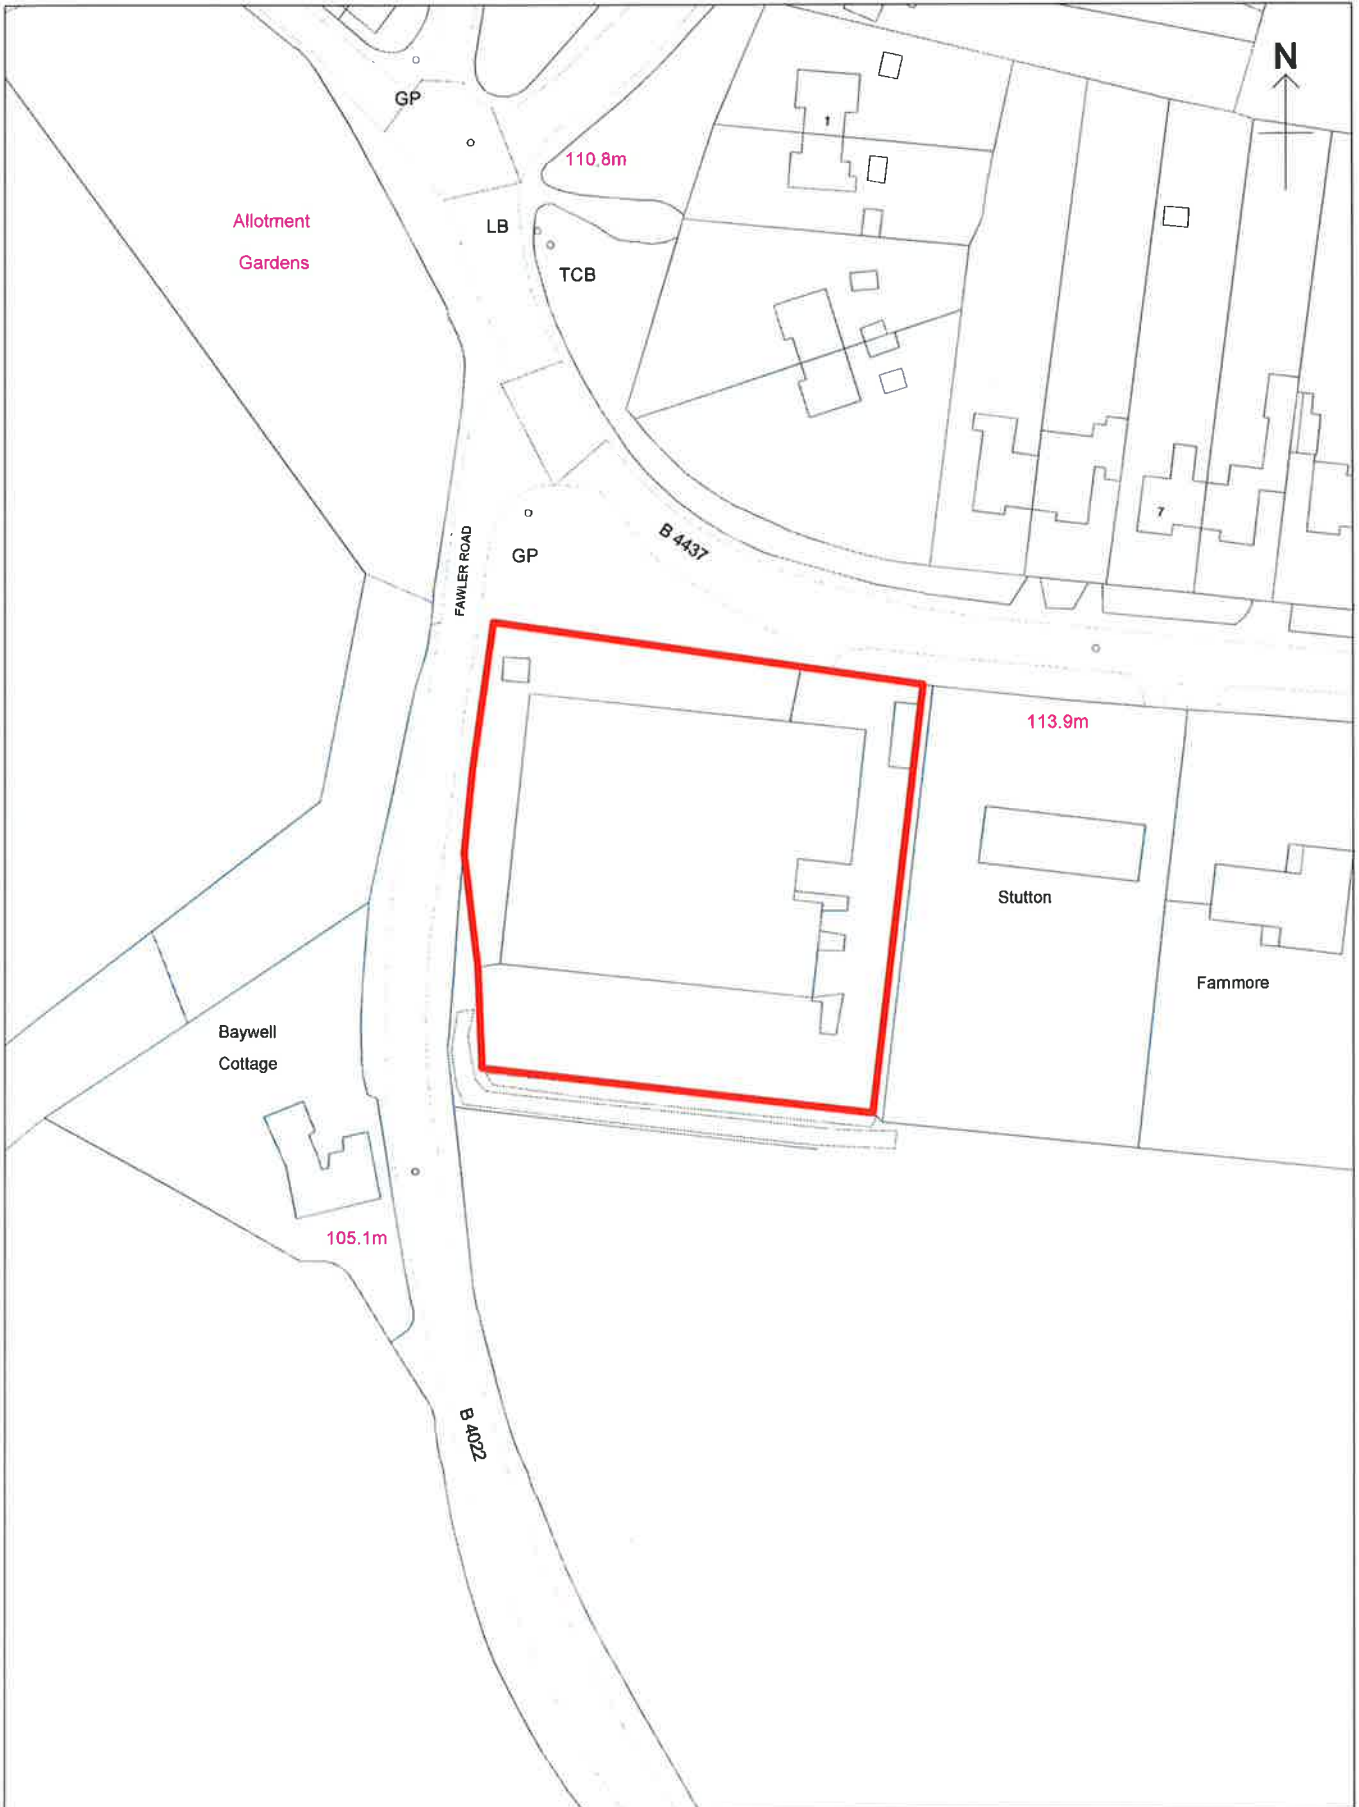 N
GP
1
110.8m
Allotment
Gardens
LB
TCB
7
B 4437
FAWLER ROAD
GP
113.9m
Stutton
Fammore
Baywell
Cottage
105.1m
B 4022